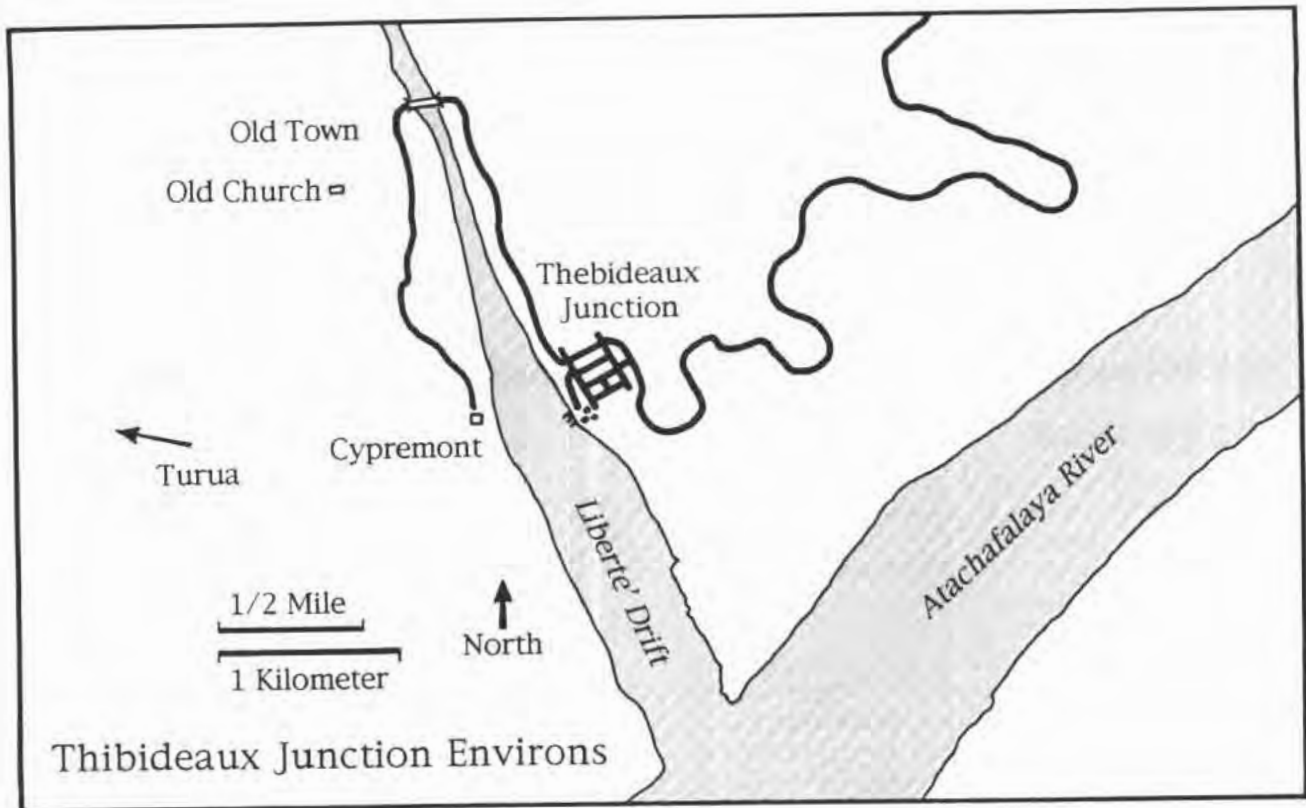 Old Town
Old Church
Thebideaux
Junction
Cypremont
Turua
Liberte' Drift
Atachafalaya River
1/2 Mile
1 Kilometer
North
Thibideaux Junction Environs